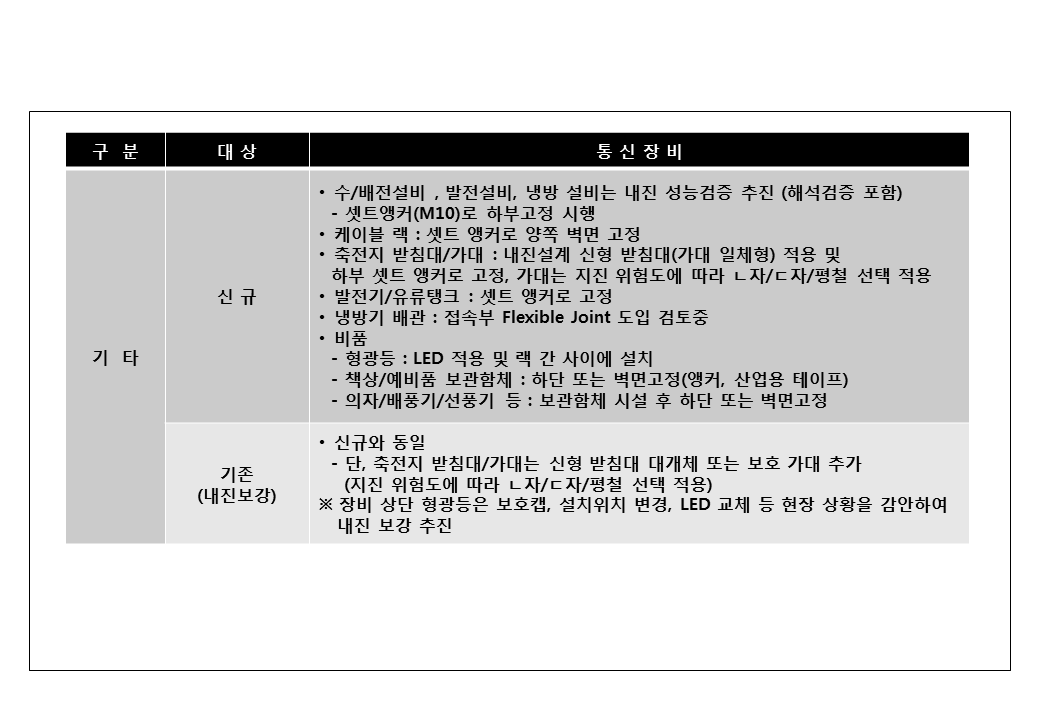 구 분
대 상
통 신 장 비
기 타
신 규
• 수/배전설비 , 발전설비, 냉방 설비는 내진 성능검증 추진 (해석검증 포함)
- 셋트앵커(M10)로 하부고정 시행
• 케이블 랙 : 셋트 앵커로 양쪽 벽면 고정
• 축전지 받침대/가대 : 내진설계 신형 받침대(가대 일체형) 적용 및
하부 셋트 앵커로 고정, 가대는 지진 위험도에 따라 ㄴ자/ㄷ자/평철 선택 적용
• 발전기/유류탱크 : 셋트 앵커로 고정
• 냉방기 배관 : 접속부 Flexible Joint 도입 검토중
• 비품
- 형광등 : LED 적용 및 랙 간 사이에 설치
- 책상/예비품 보관함체 : 하단 또는 벽면고정(앵커, 산업용 테이프)
- 의자/배풍기/선풍기 등 : 보관함체 시설 후 하단 또는 벽면고정
기존
(내진보강)
• 신규와 동일
- 단, 축전지 받침대/가대는 신형 받침대 대개체 또는 보호 가대 추가
(지진 위험도에 따라 ㄴ자/ㄷ자/평철 선택 적용)
※ 장비 상단 형광등은 보호캡, 설치위치 변경, LED 교체 등 현장 상황을 감안하여
내진 보강 추진